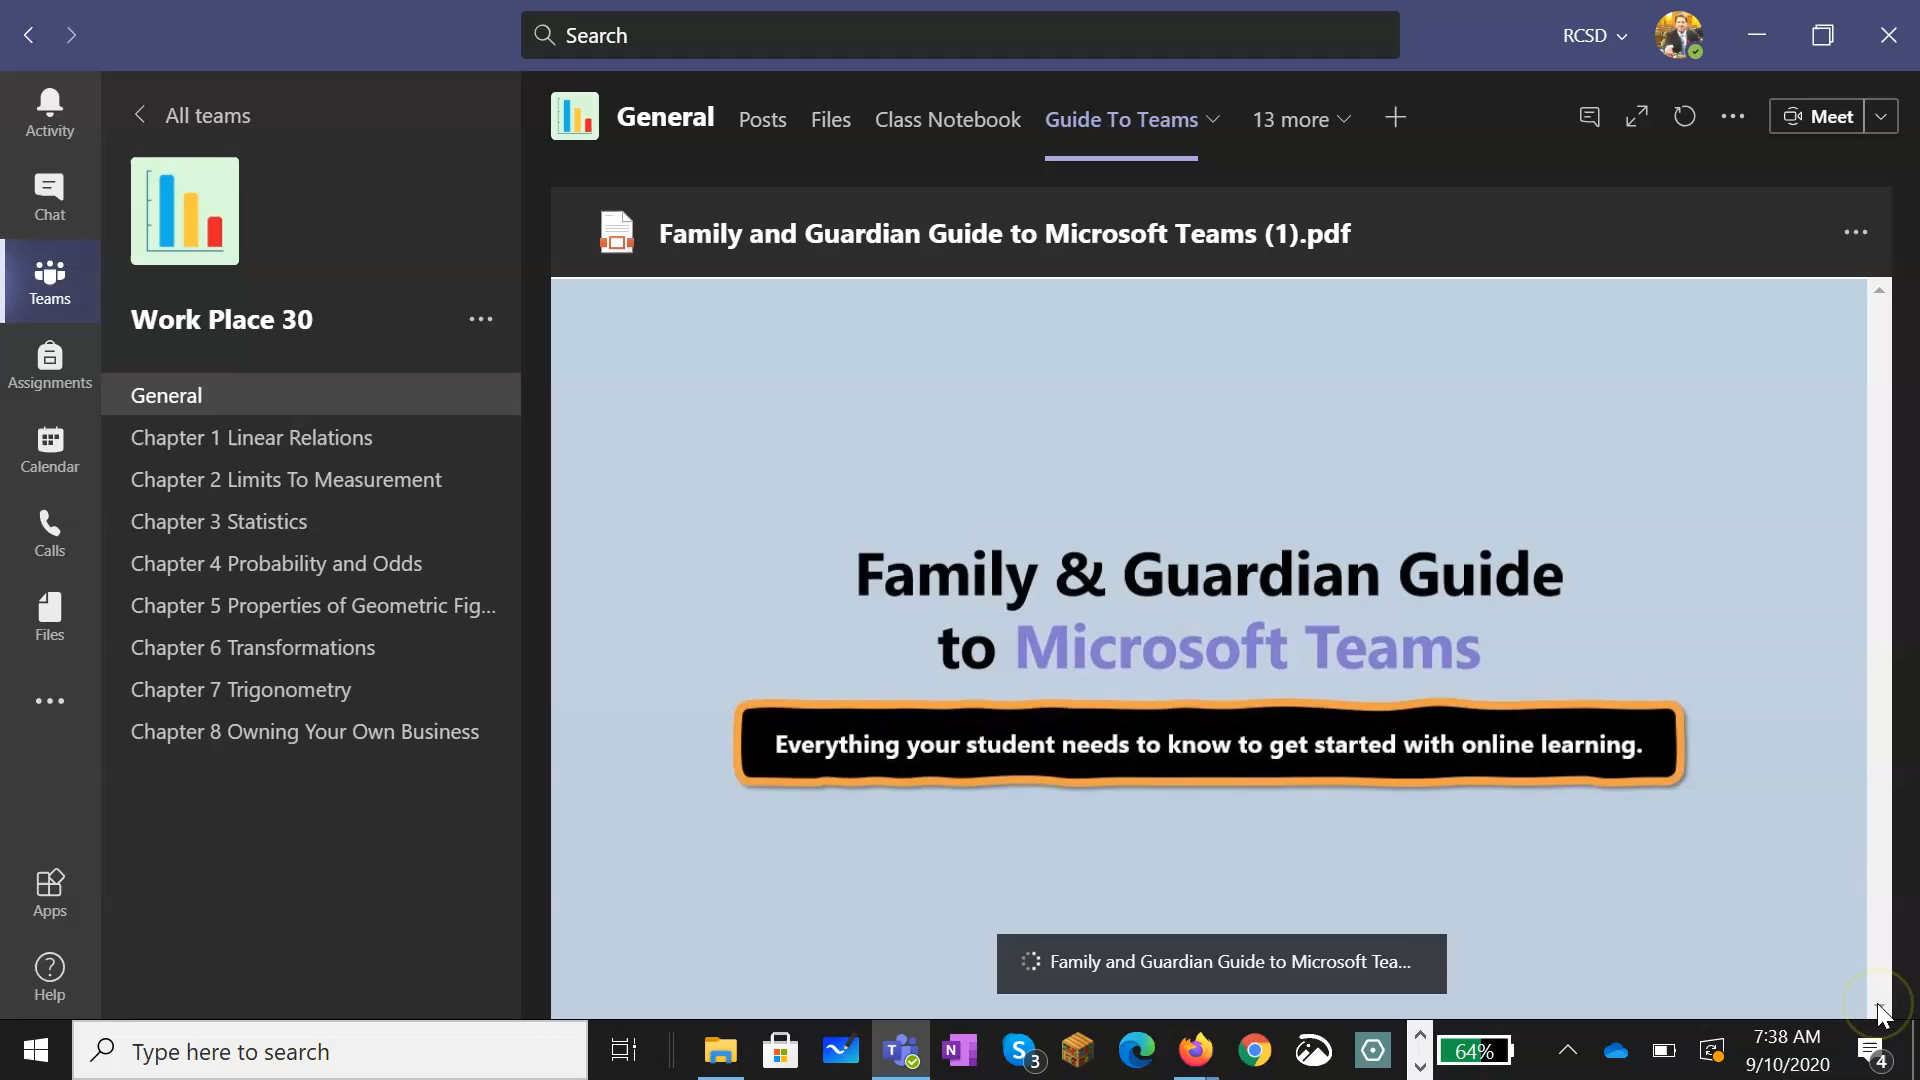 Search
RCSD
Activity
Chat
Teams
Assignments
Calendar
Calls
Files
Apps
Help
All teams
Work Place 30
General
Chapter 1 Linear Relations
Chapter 2 Limits To Measurement
Chapter 3 Statistics
Chapter 4 Probability and Odds
Chapter 5 Properties of Geometric Fig...
Chapter 6 Transformations
Chapter 7 Trigonometry
Chapter 8 Owning Your Own Business
General Posts Files Class Notebook Guide To Teams 13 more Meet
Family and Guardian Guide to Microsoft Teams (1).pdf
Family & Guardian Guide
to Microsoft Teams
Everything your student needs to know to get started with online learning.
Family and Guardian Guide to Microsoft Tea...
Type here to search
T
N
S 3
64%
7:38 AM
9/10/2020
4